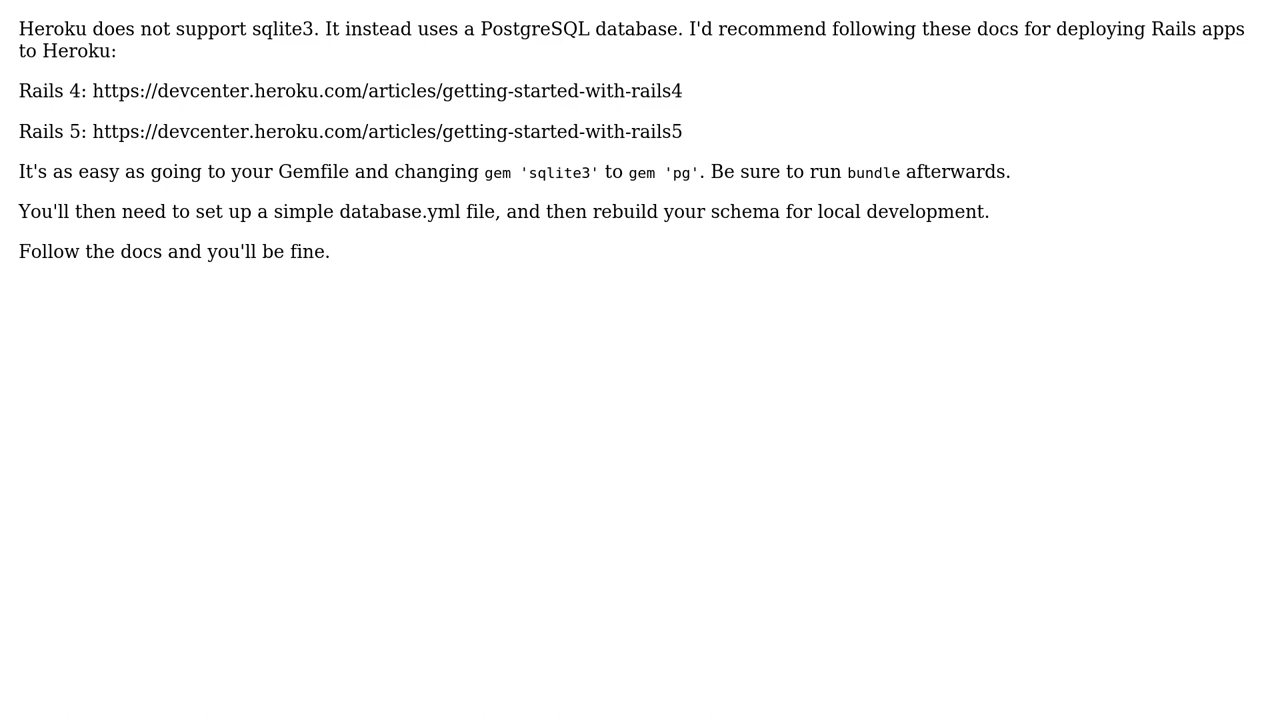 Heroku does not support sqlite3. It instead uses a PostgreSQL database. I'd recommend following these docs for deploying Rails apps
to Heroku:
Rails 4: https://devcenter.heroku.com/articles/getting-started-with-rails4
Rails 5: https://devcenter.heroku.com/articles/getting-started-with-rails5
It's as easy as going to your Gemfile and changing gem 'sqlite3' to gem 'pg'. Be sure to run bundle afterwards.
You'll then need to set up a simple database.yml file, and then rebuild your schema for local development.
Follow the docs and you'll be fine.